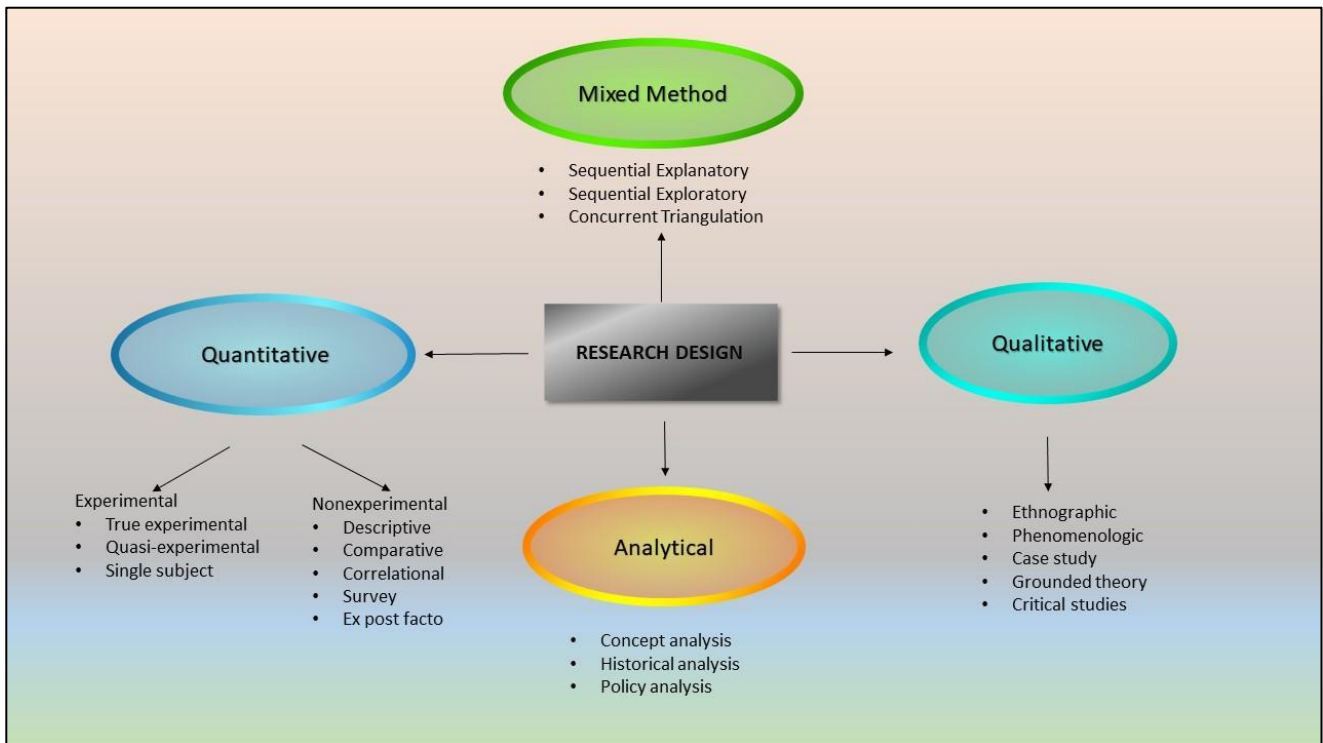 Mixed Method
• Sequential Explanatory
• Sequential Exploratory
• Concurrent Triangulation
Quantitative
RESEARCH DESIGN
Qualitative
Experimental
• True experimental
• Quasi-experimental
• Single subject
Nonexperimental
• Descriptive
• Comparative
• Correlational
• Survey
• Ex post facto
Analytical
• Concept analysis
• Historical analysis
• Policy analysis
• Ethnographic
• Phenomenologic
• Case study
• Grounded theory
• Critical studies